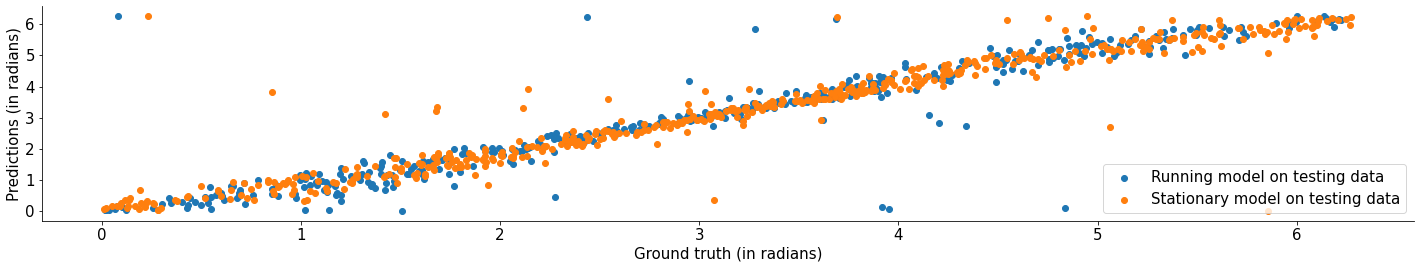 Predictions (in radians)
6
5
4
3
2
1
0
0 1 2 3 4 5 6
Ground truth (in radians)
Running model on testing data
Stationary model on testing data